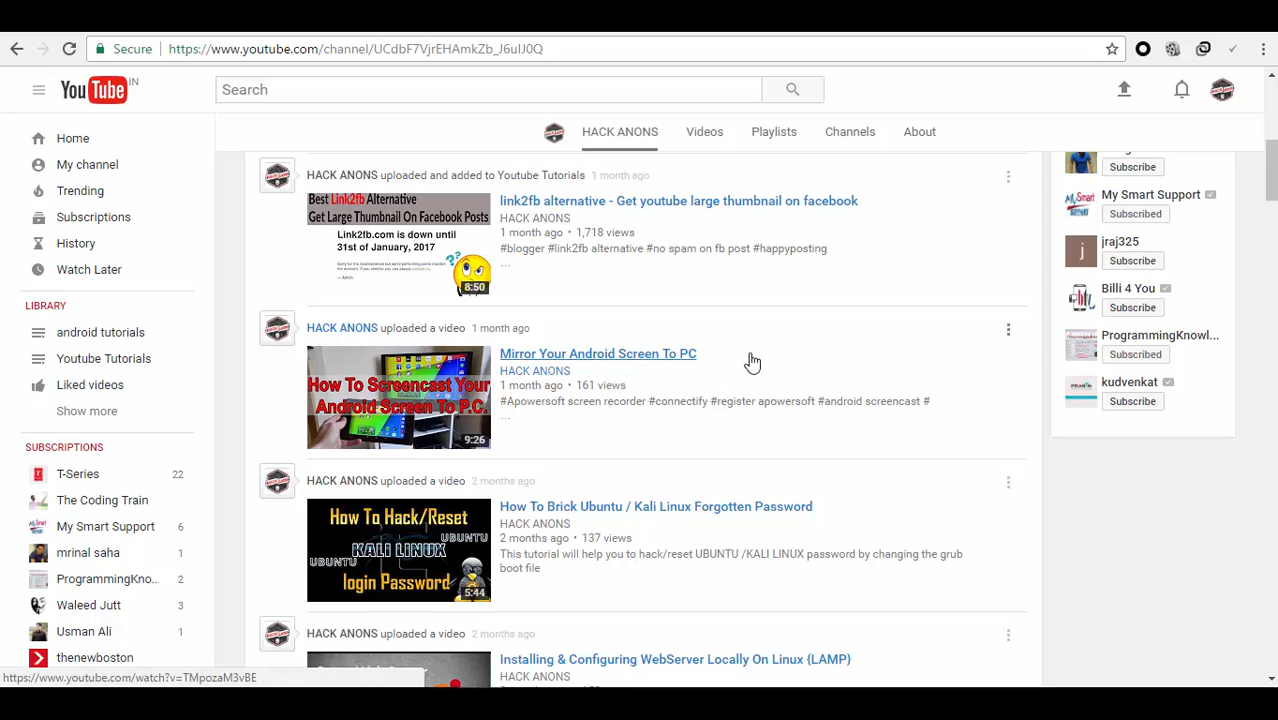 Secure
https://www.youtube.com/channel/UCdbF7VjrEHAmkZb_J6uIJ0Q
YouTube IN
Search
HACK ANONS
Videos
Playlists
Channels
About
Home
My channel
Trending
Subscriptions
History
Watch Later
LIBRARY
android tutorials
Youtube Tutorials
Liked videos
Show more
SUBSCRIPTIONS
T-Series 22
The Coding Train
My Smart Support 6
mrinal saha 1
ProgrammingKno... 2
Waleed Jutt 3
Usman Ali 1
thenewboston
HACK ANONS uploaded and added to Youtube Tutorials 1 month ago
Best Link2fb Alternative
Get Large Thumbnail On Facebook Posts
Link2fb.com is down until
31st of January, 2017
8:50
link2fb alternative - Get youtube large thumbnail on facebook
HACK ANONS
1 month ago • 1,718 views
#blogger #link2fb alternative #no spam on fb post #happyposting
...
HACK ANONS uploaded a video 1 month ago
How To Screencast Your
Android Screen To P.C.
9:26
Mirror Your Android Screen To PC
HACK ANONS
1 month ago • 161 views
#Apowersoft screen recorder #connectify #register apowersoft #android screencast #
...
HACK ANONS uploaded a video 2 months ago
How To Hack/Reset
UBUNTU
KALI LINUX
UBUNTU
login Password
5:44
How To Brick Ubuntu / Kali Linux Forgotten Password
HACK ANONS
2 months ago • 137 views
This tutorial will help you to hack/reset UBUNTU /KALI LINUX password by changing the grub
boot file
HACK ANONS uploaded a video 2 months ago
Installing & Configuring WebServer Locally On Linux {LAMP}
Subscribe
My Smart Support
Subscribed
jraj325
Subscribe
Billi 4 You
Subscribe
ProgrammingKnowl...
Subscribed
kudvenkat
Subscribe
https://www.youtube.com/watch?v=TMpozaM3vBE